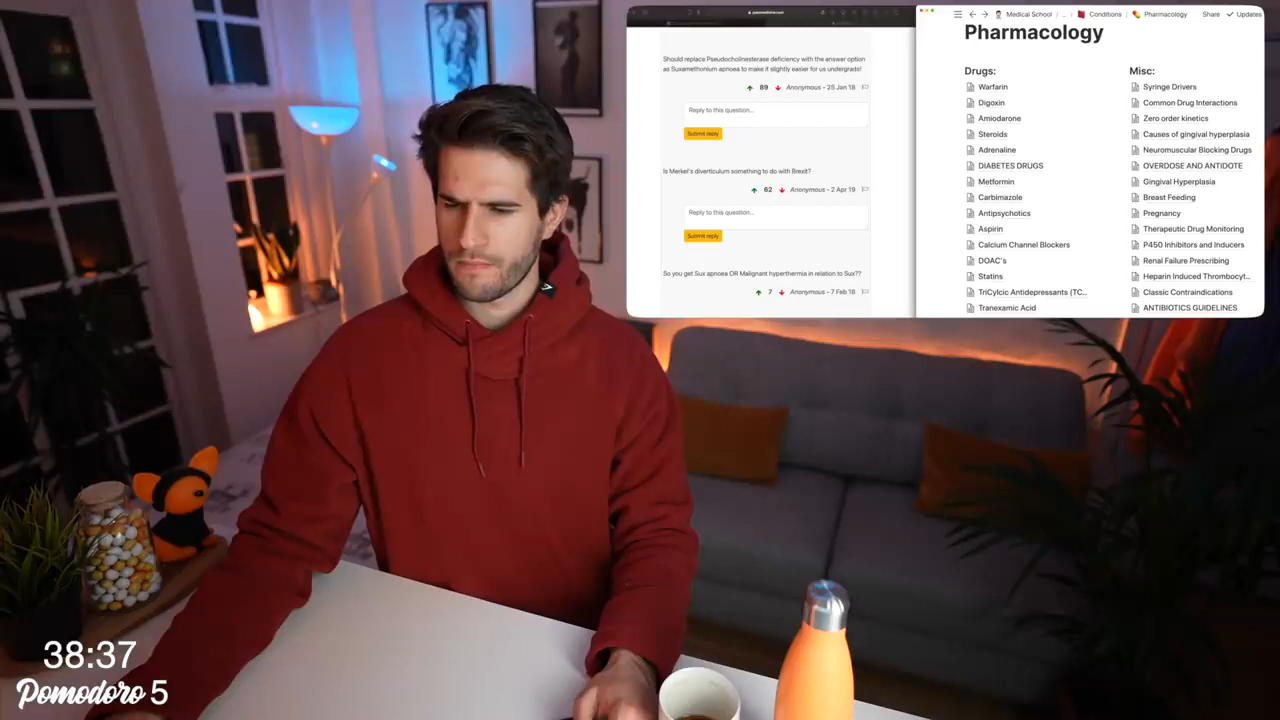 passmedicine.com
Should replace Pseudocholinesterase deficiency with the answer option
as Suxamethonium apnoea to make it slightly easier for us undergrads!
89 Anonymous - 25 Jan 18
Reply to this question...
Submit reply
Is Merkel's diverticulum something to do with Brexit?
62 Anonymous - 2 Apr 19
Reply to this question...
Submit reply
So you get Sux apnoea OR Malignant hyperthermia in relation to Sux??
7 Anonymous - 7 Feb 18
Medical School / ... / Conditions / Pharmacology Share Updates
Pharmacology
Drugs:
Warfarin
Digoxin
Amiodarone
Steroids
Adrenaline
DIABETES DRUGS
Metformin
Carbimazole
Antipsychotics
Aspirin
Calcium Channel Blockers
DOAC's
Statins
TriCylcic Antidepressants (TC...
Tranexamic Acid
Misc:
Syringe Drivers
Common Drug Interactions
Zero order kinetics
Causes of gingival hyperplasia
Neuromuscular Blocking Drugs
OVERDOSE AND ANTIDOTE
Gingival Hyperplasia
Breast Feeding
Pregnancy
Therapeutic Drug Monitoring
P450 Inhibitors and Inducers
Renal Failure Prescribing
Heparin Induced Thrombocyt...
Classic Contraindications
ANTIBIOTICS GUIDELINES
38:37
Pomodoro 5